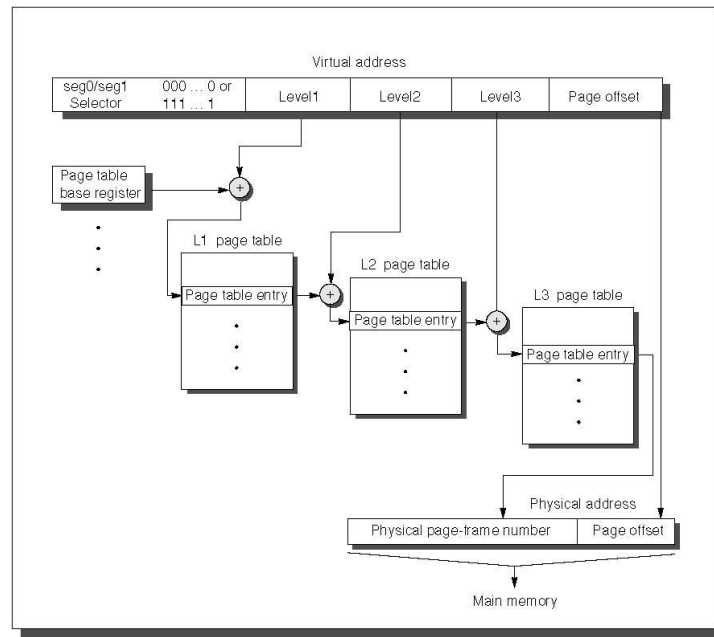 Virtual address
seg0/seg1 000 ... 0 or
Selector 111 ... 1
Level1
Level2
Level3
Page offset
Page table
base register
+
L1 page table
Page table entry
+
L2 page table
Page table entry
+
L3 page table
Page table entry
Physical address
Physical page-frame number
Page offset
Main memory